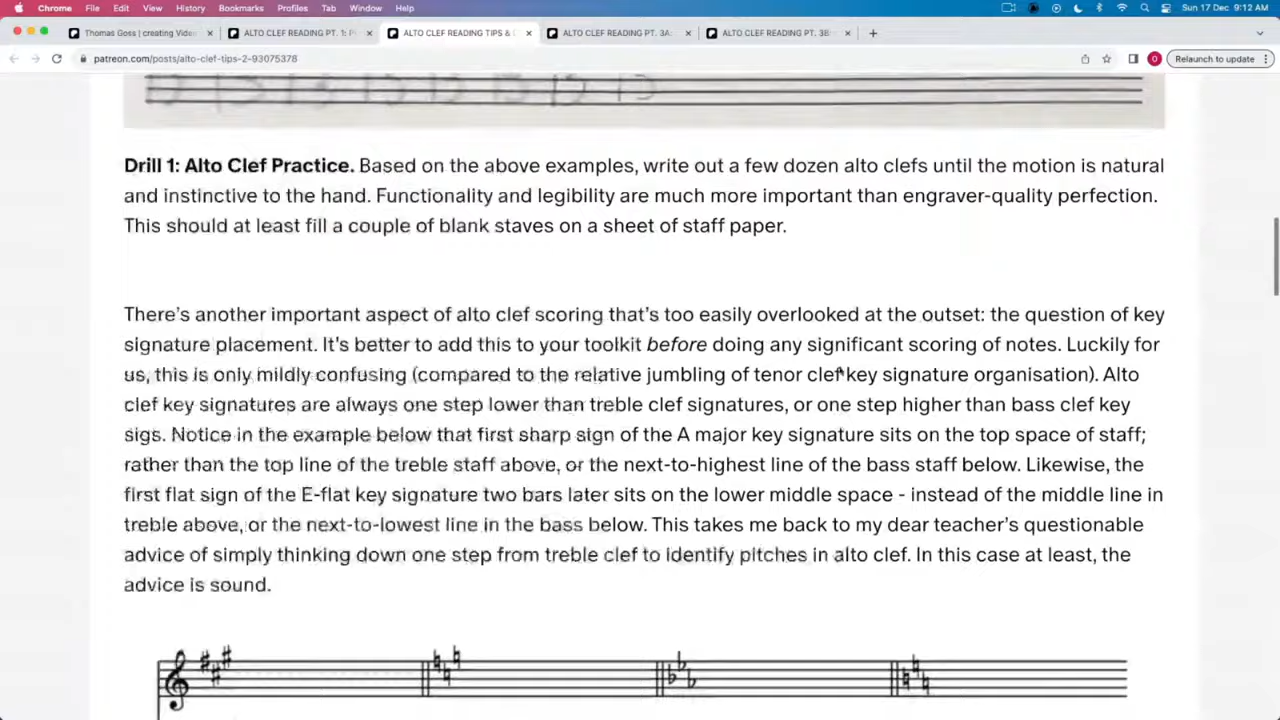 Chrome File Edit View History Bookmarks Profiles Tab Window Help Sun 17 Dec 9:12 AM
Thomas Goss | creating Video ALTO CLEF READING PT. 1: P ALTO CLEF READING TIPS & ALTO CLEF READING PT. 3A: ALTO CLEF READING PT. 3B:
patreon.com/posts/alto-clef-tips-2-93075378 Relaunch to update
Drill 1: Alto Clef Practice. Based on the above examples, write out a few dozen alto clefs until the motion is natural
and instinctive to the hand. Functionality and legibility are much more important than engraver-quality perfection.
This should at least fill a couple of blank staves on a sheet of staff paper.
There's another important aspect of alto clef scoring that's too easily overlooked at the outset: the question of key
signature placement. It's better to add this to your toolkit before doing any significant scoring of notes. Luckily for
us, this is only mildly confusing (compared to the relative jumbling of tenor clef key signature organisation). Alto
clef key signatures are always one step lower than treble clef signatures, or one step higher than bass clef key
sigs. Notice in the example below that first sharp sign of the A major key signature sits on the top space of staff;
rather than the top line of the treble staff above, or the next-to-highest line of the bass staff below. Likewise, the
first flat sign of the E-flat key signature two bars later sits on the lower middle space - instead of the middle line in
treble above, or the next-to-lowest line in the bass below. This takes me back to my dear teacher's questionable
advice of simply thinking down one step from treble clef to identify pitches in alto clef. In this case at least, the
advice is sound.